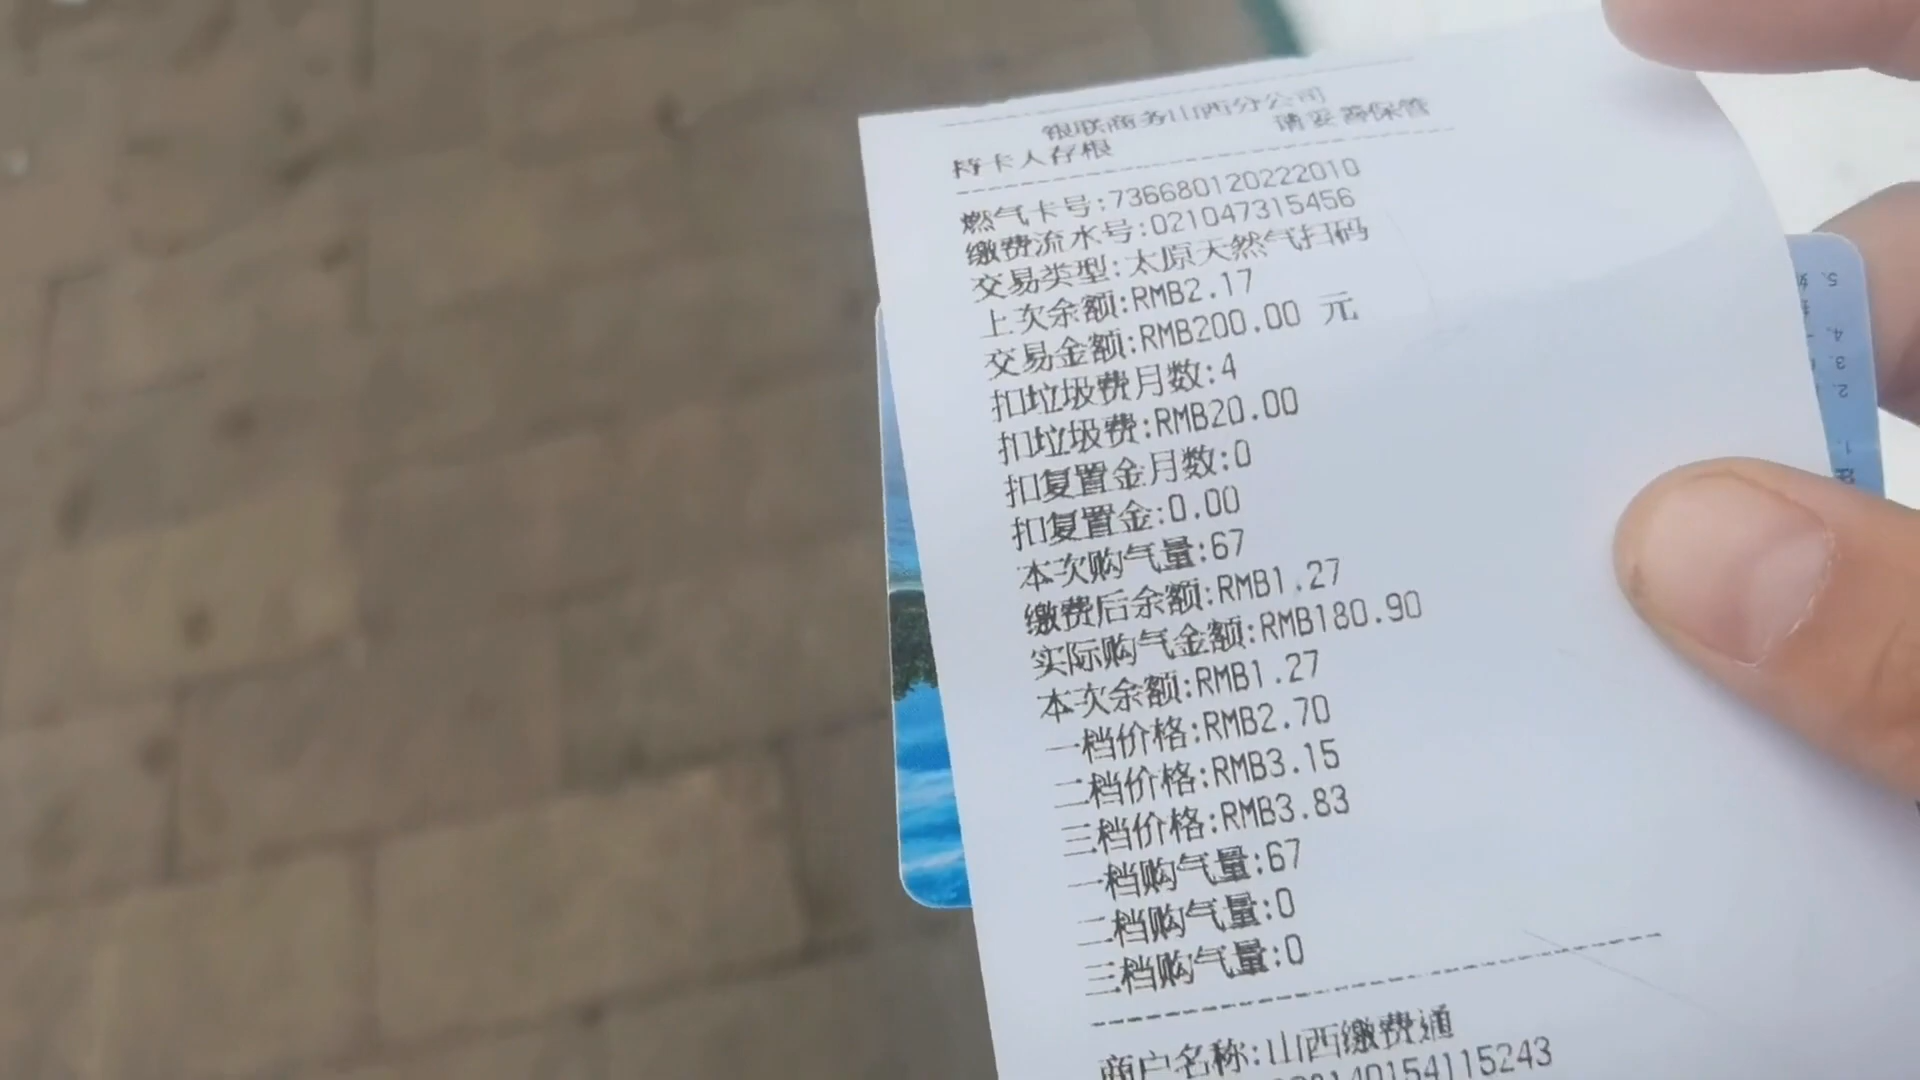 银联商务山西分公司
持卡人存根 请妥善保管
燃气卡号:736680120222010
缴费流水号:021047315456
交易类型:太原天然气扫码
上次余额:RMB2.17
交易金额:RMB200.00 元
扣垃圾费月数:4
扣垃圾费:RMB20.00
扣复置金月数:0
扣复置金:0.00
本次购气量:67
缴费后余额:RMB1.27
实际购气金额:RMB180.90
本次余额:RMB1.27
一档价格:RMB2.70
二档价格:RMB3.15
三档价格:RMB3.83
一档购气量:67
二档购气量:0
三档购气量:0
商户名称:山西缴费通